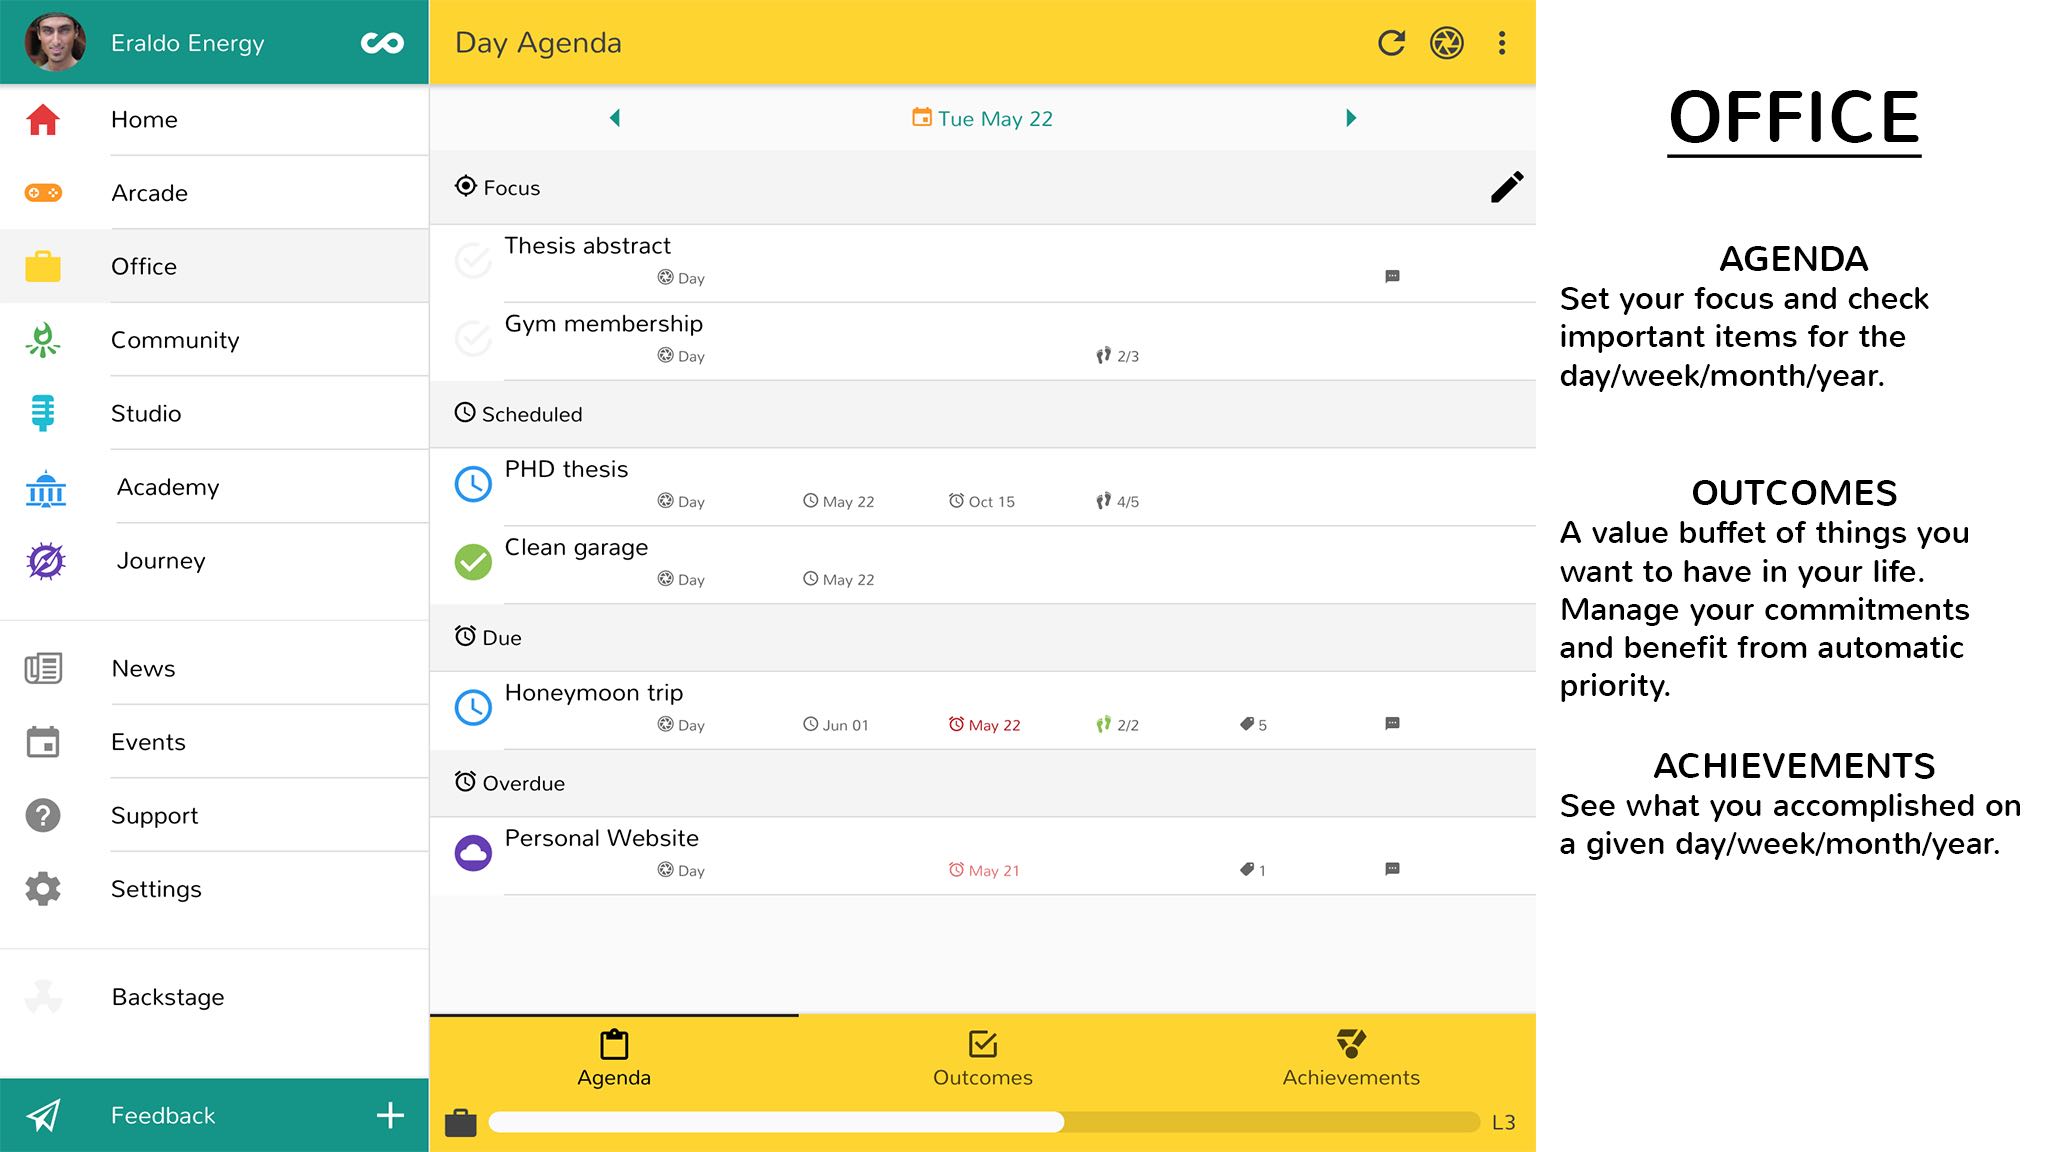 Eraldo Energy
Home
Arcade
Office
Community
Studio
Academy
Journey
News
Events
Support
Settings
Backstage
Feedback
Day Agenda
Tue May 22
Focus
Thesis abstract
Day
Gym membership
Day 2/3
Scheduled
PHD thesis
Day May 22 Oct 15 4/5
Clean garage
Day May 22
Due
Honeymoon trip
Day Jun 01 May 22 2/2 5
Overdue
Personal Website
Day May 21 1
Agenda Outcomes Achievements
L3
OFFICE
AGENDA
Set your focus and check
important items for the
day/week/month/year.
OUTCOMES
A value buffet of things you
want to have in your life.
Manage your commitments
and benefit from automatic
priority.
ACHIEVEMENTS
See what you accomplished on
a given day/week/month/year.